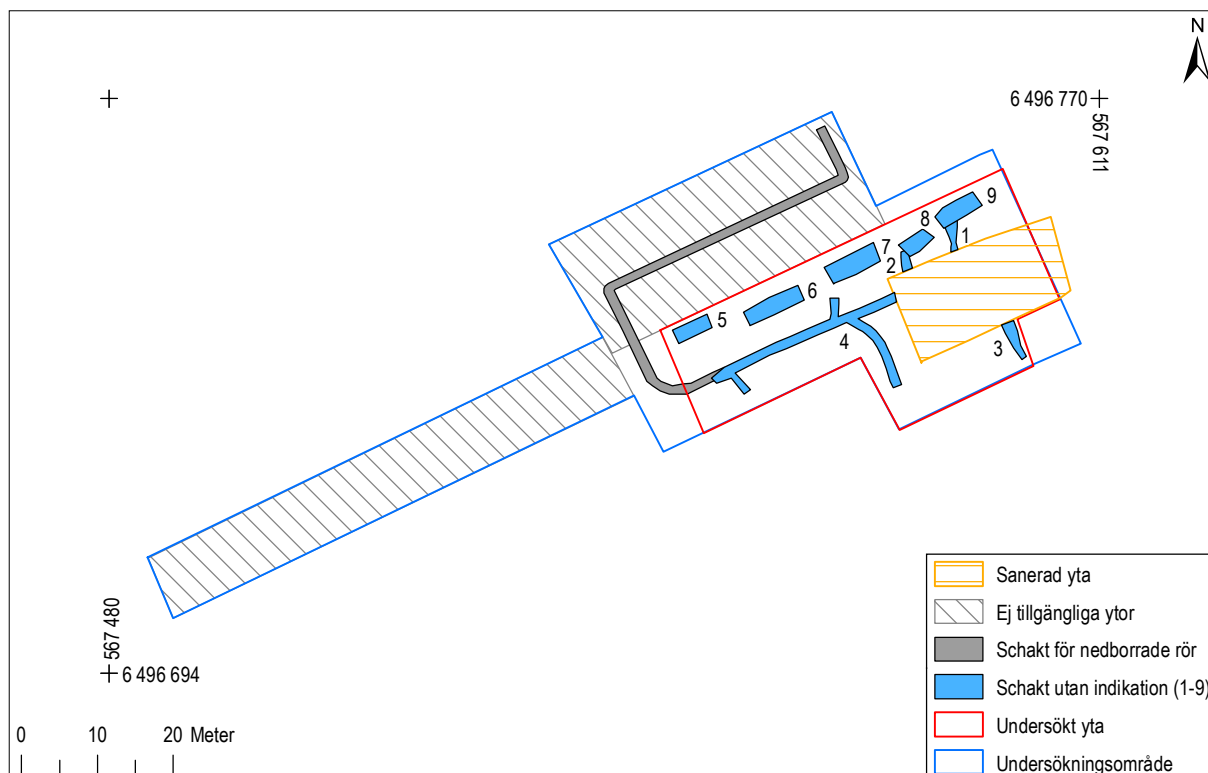 N
6 496 770
567 611
9
8
1
7
2
6
5
4
3
567 480
6 496 694
0 10 20 Meter
Sanerad yta
Ej tillgängliga ytor
Schakt för nedborrade rör
Schakt utan indikation (1-9)
Undersökt yta
Undersökningsområde